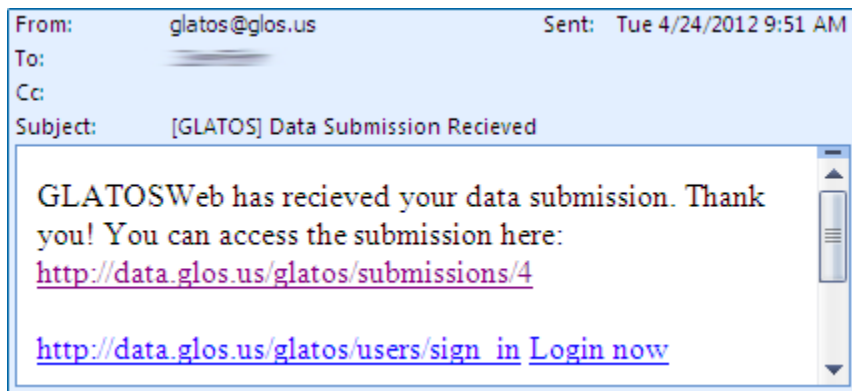 From: glatos@glos.us Sent: Tue 4/24/2012 9:51 AM
To:
Cc:
Subject: [GLATOS] Data Submission Recieved
GLATOSWeb has recieved your data submission. Thank
you! You can access the submission here:
http://data.glos.us/glatos/submissions/4
http://data.glos.us/glatos/users/sign_in Login now